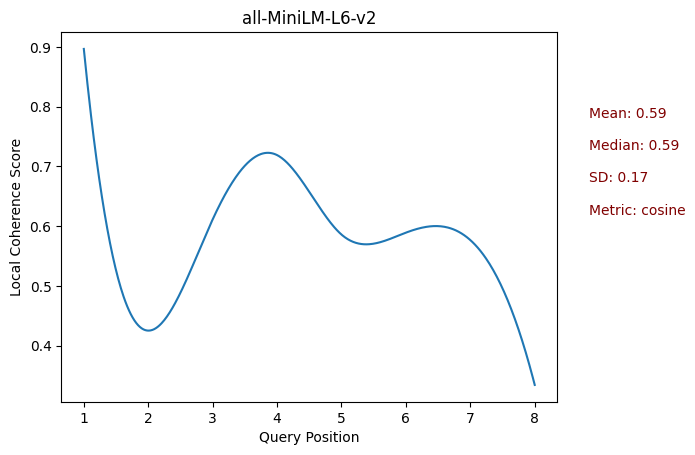 all-MiniLM-L6-v2
0.9
0.8
0.7
0.6
0.5
0.4
Local Coherence Score
1 2 3 4 5 6 7 8
Query Position
Mean: 0.59
Median: 0.59
SD: 0.17
Metric: cosine